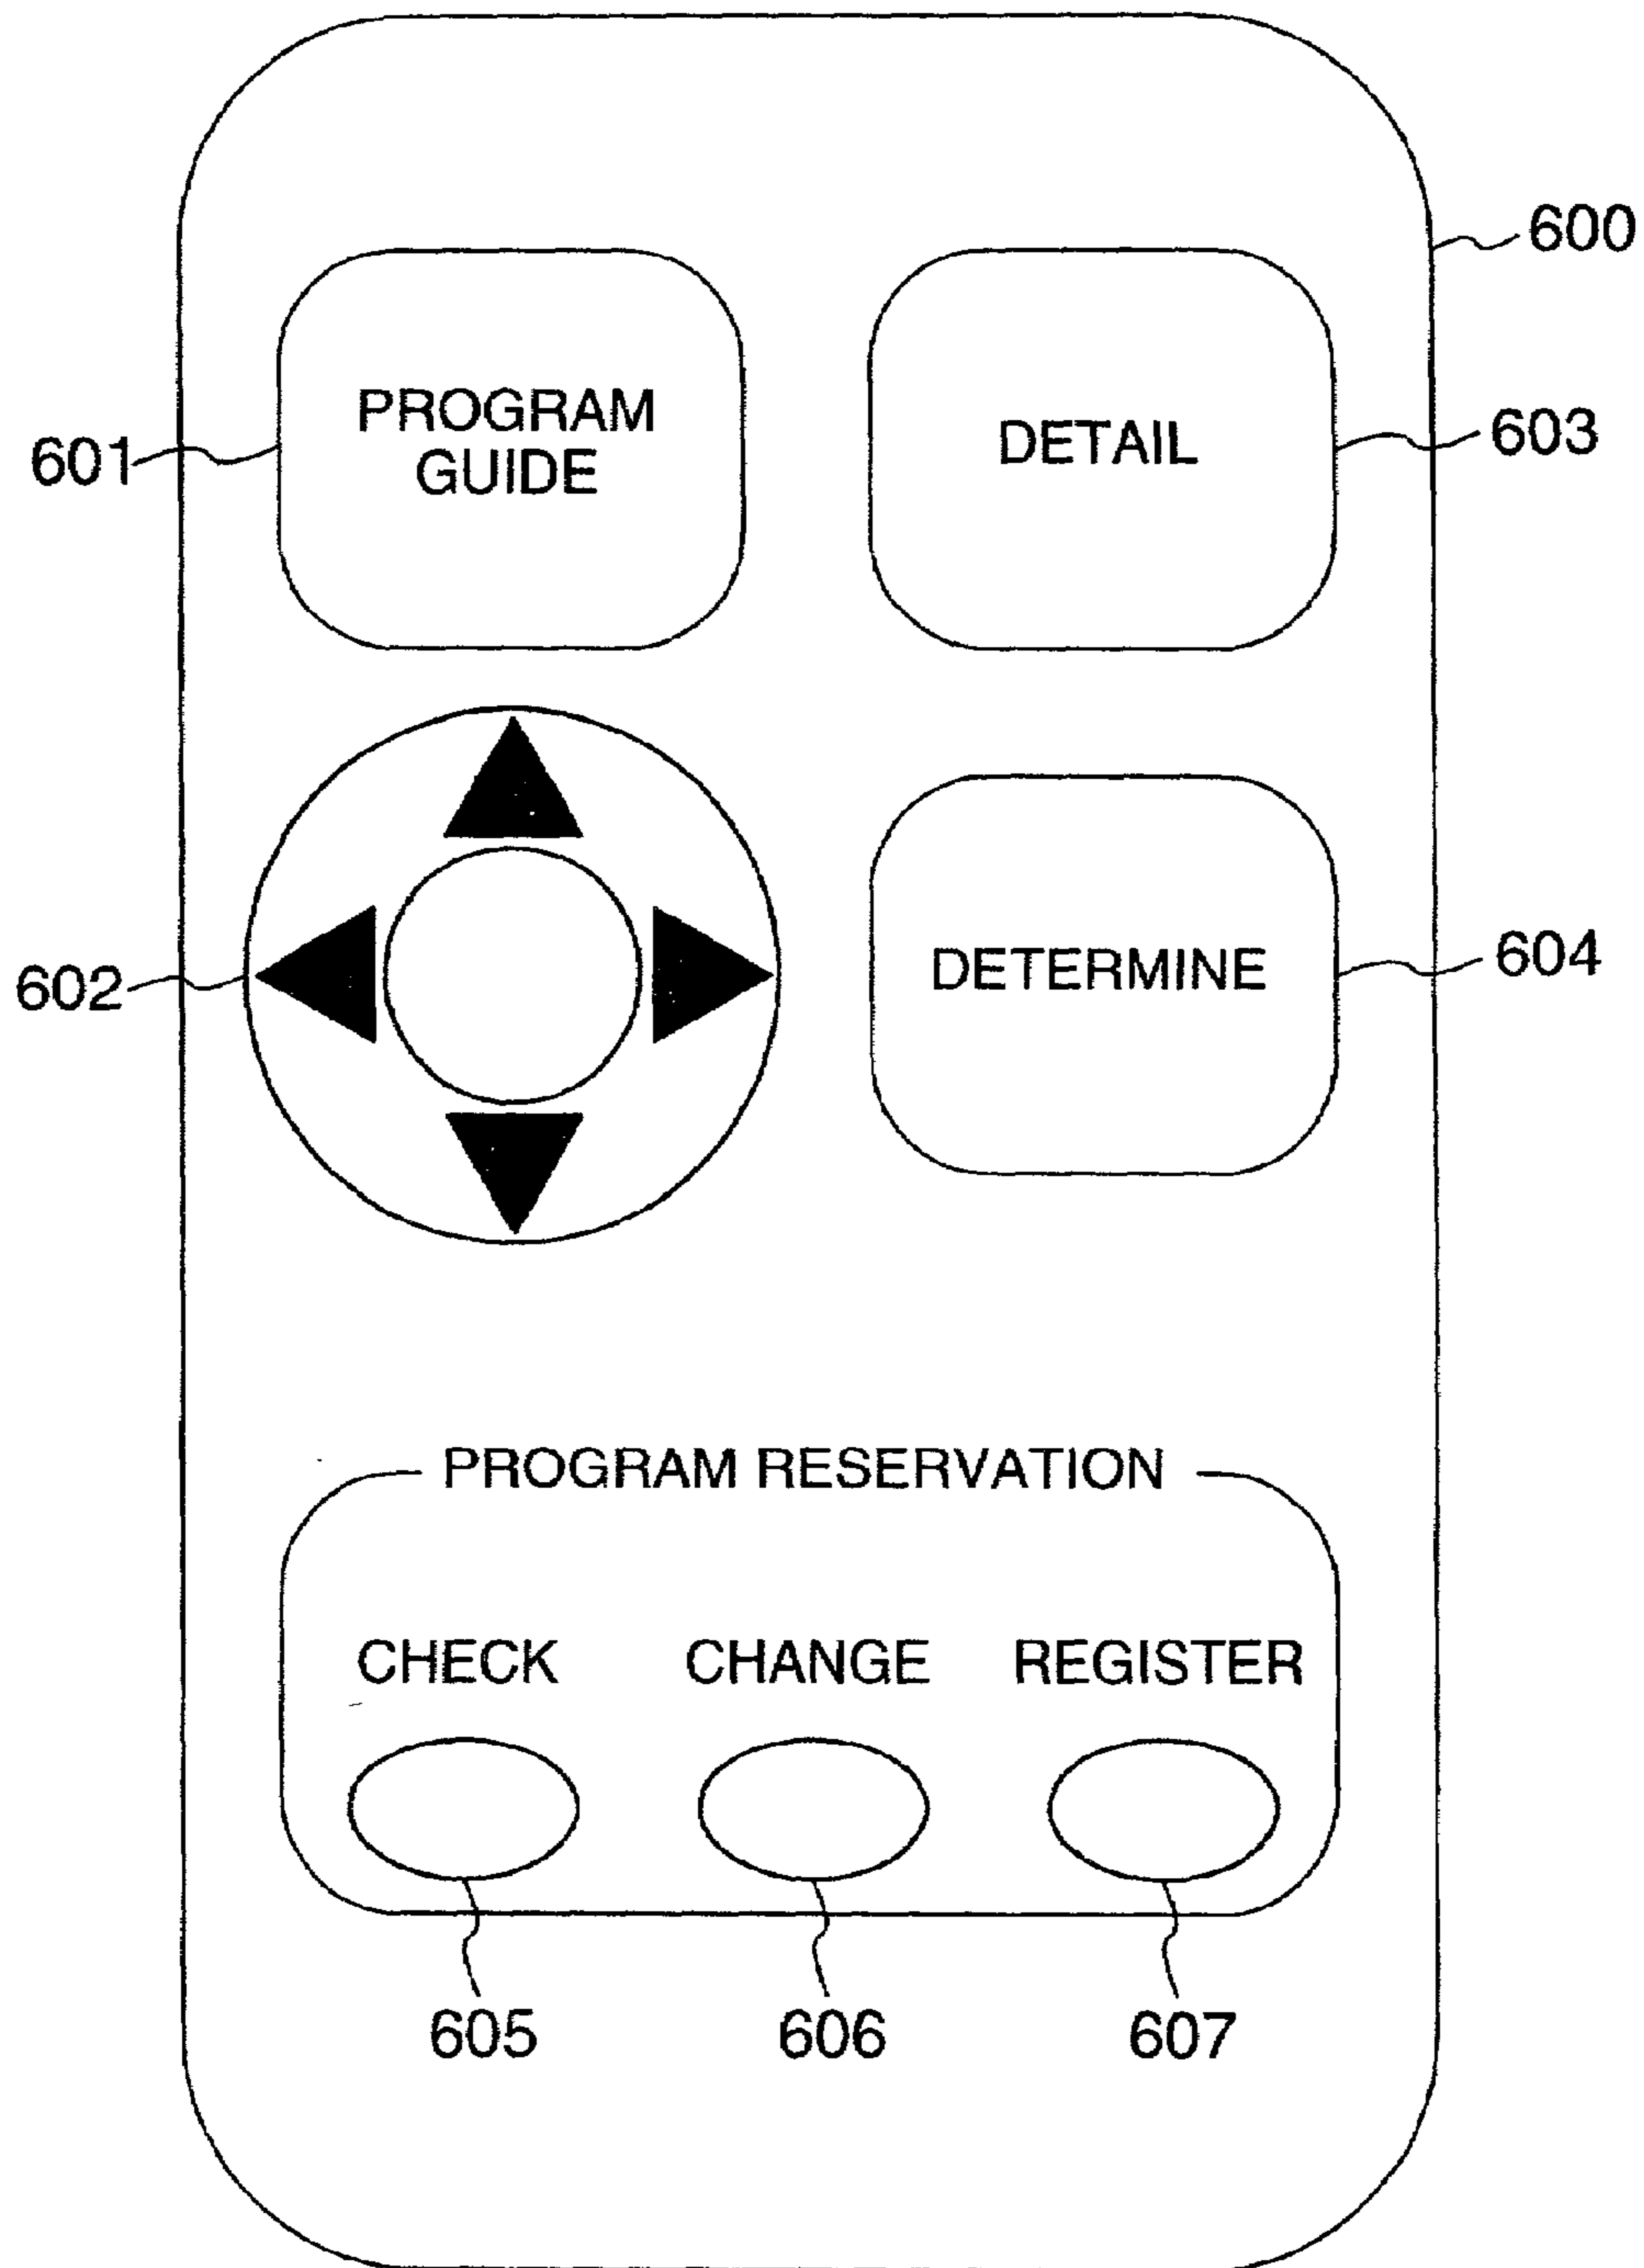 600
PROGRAM
GUIDE
601
DETAIL
603
602
DETERMINE
604
PROGRAM RESERVATION
CHECK
CHANGE
REGISTER
605
606
607